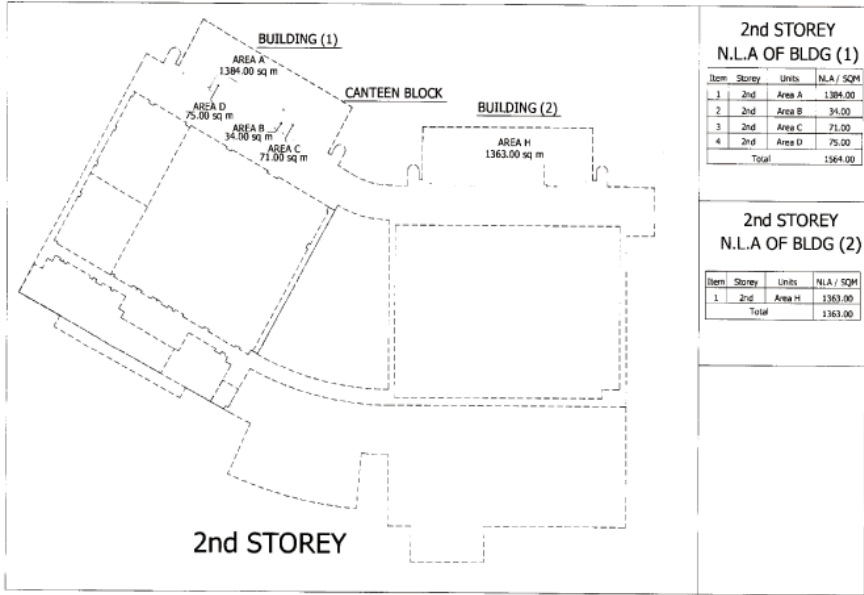 BUILDING (1)
AREA A
1384.00 sq m
AREA D
75.00 sq m
AREA B
34.00 sq m
AREA C
71.00 sq m
CANTEEN BLOCK
BUILDING (2)
AREA H
1363.00 sq m
2nd STOREY
2nd STOREY
N.L.A OF BLDG (1)
Item Storey Units NLA / SQM
1 2nd Area A 1384.00
2 2nd Area B 34.00
3 2nd Area C 71.00
4 2nd Area D 75.00
Total 1564.00
2nd STOREY
N.L.A OF BLDG (2)
Item Storey Units NLA / SQM
1 2nd Area H 1363.00
Total 1363.00